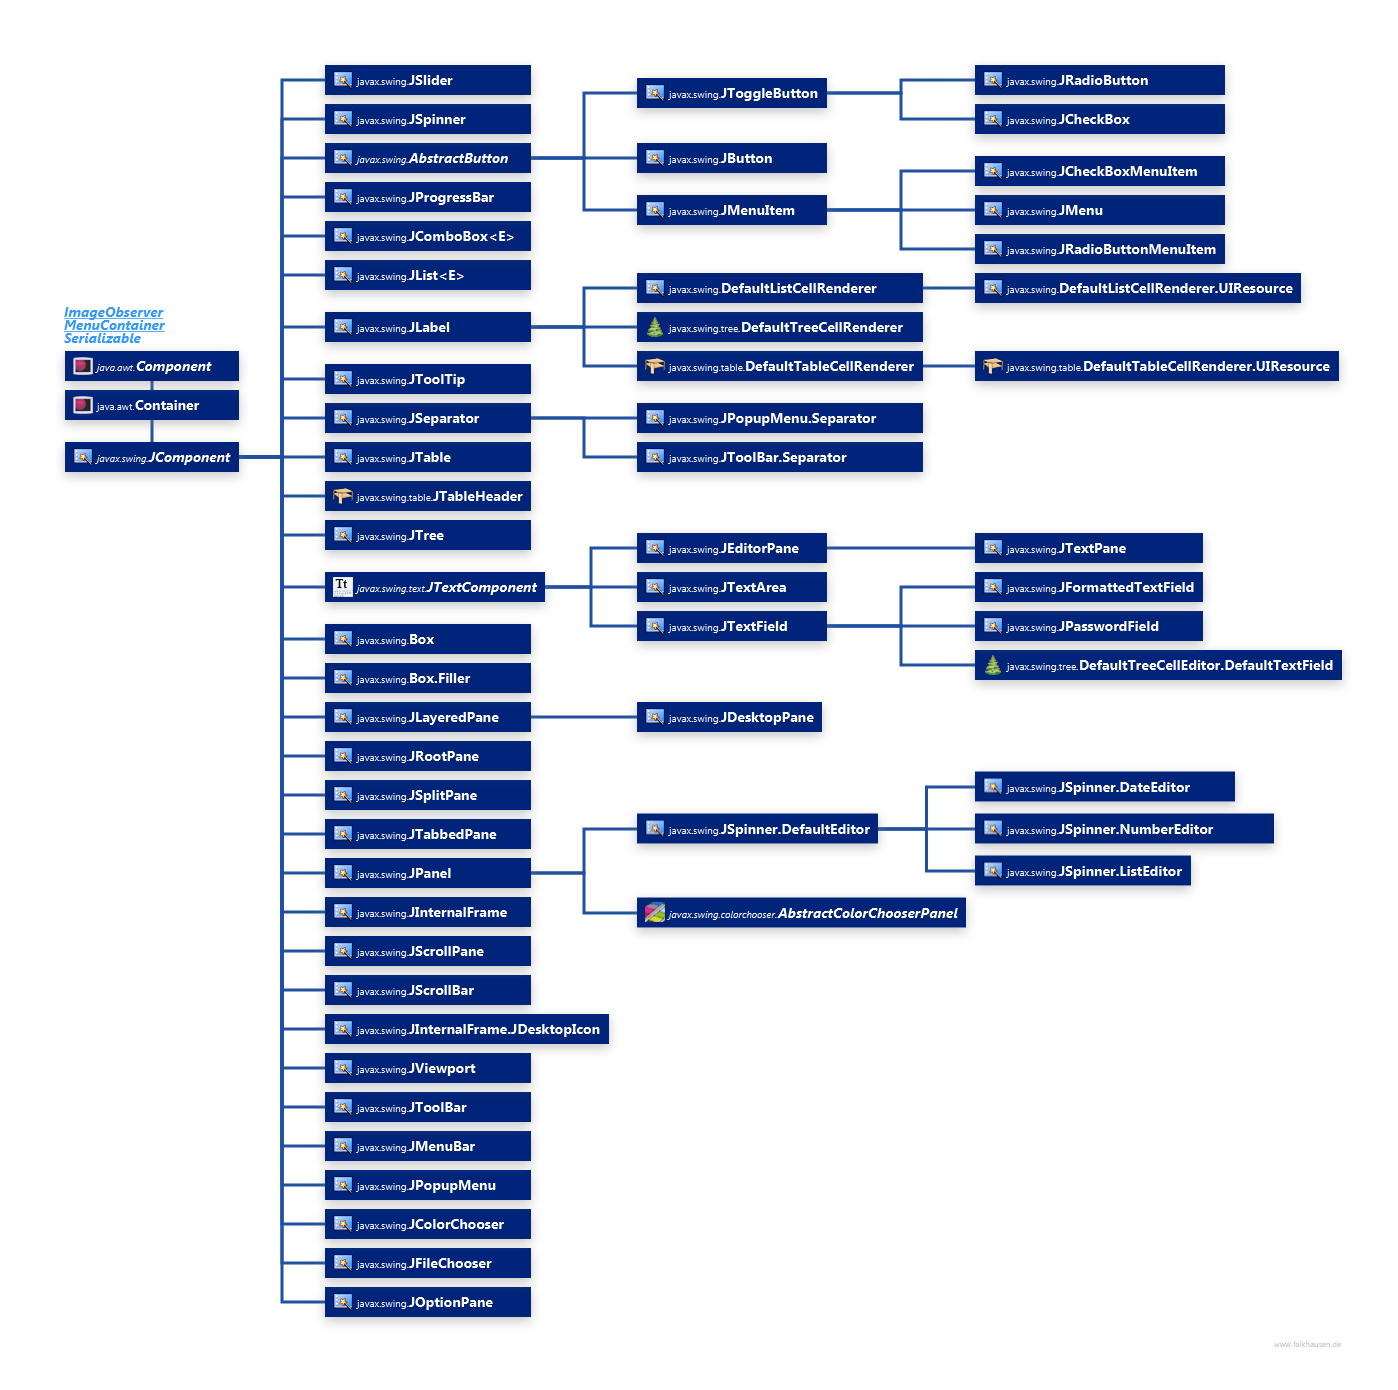 ImageObserver
MenuContainer
Serializable
java.awt.Component
java.awt.Container
javax.swing.JComponent
javax.swing.JSlider
javax.swing.JSpinner
javax.swing.AbstractButton
javax.swing.JToggleButton
javax.swing.JRadioButton
javax.swing.JCheckBox
javax.swing.JButton
javax.swing.JMenuItem
javax.swing.JCheckBoxMenuItem
javax.swing.JMenu
javax.swing.JRadioButtonMenuItem
javax.swing.JProgressBar
javax.swing.JComboBox<E>
javax.swing.JList<E>
javax.swing.JLabel
javax.swing.DefaultListCellRenderer
javax.swing.DefaultListCellRenderer.UIResource
javax.swing.tree.DefaultTreeCellRenderer
javax.swing.table.DefaultTableCellRenderer
javax.swing.table.DefaultTableCellRenderer.UIResource
javax.swing.JToolTip
javax.swing.JSeparator
javax.swing.JPopupMenu.Separator
javax.swing.JToolBar.Separator
javax.swing.JTable
javax.swing.table.JTableHeader
javax.swing.JTree
javax.swing.text.JTextComponent
javax.swing.JEditorPane
javax.swing.JTextPane
javax.swing.JTextArea
javax.swing.JTextField
javax.swing.JFormattedTextField
javax.swing.JPasswordField
javax.swing.tree.DefaultTreeCellEditor.DefaultTextField
javax.swing.Box
javax.swing.Box.Filler
javax.swing.JLayeredPane
javax.swing.JDesktopPane
javax.swing.JRootPane
javax.swing.JSplitPane
javax.swing.JTabbedPane
javax.swing.JPanel
javax.swing.JSpinner.DefaultEditor
javax.swing.JSpinner.DateEditor
javax.swing.JSpinner.NumberEditor
javax.swing.JSpinner.ListEditor
javax.swing.colorchooser.AbstractColorChooserPanel
javax.swing.JInternalFrame
javax.swing.JScrollPane
javax.swing.JScrollBar
javax.swing.JInternalFrame.JDesktopIcon
javax.swing.JViewport
javax.swing.JToolBar
javax.swing.JMenuBar
javax.swing.JPopupMenu
javax.swing.JColorChooser
javax.swing.JFileChooser
javax.swing.JOptionPane
www.falkhausen.de